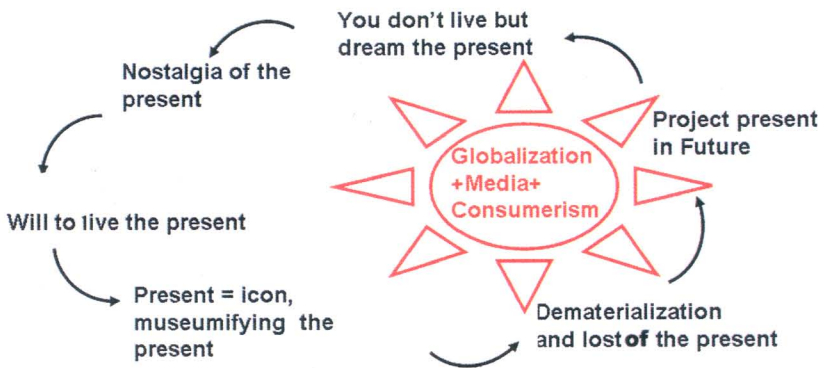 You don't live but
dream the present
Nostalgia of the
present
Project present
in Future
Globalization
+Media+
Consumerism
Will to live the present
Present = icon,
museumifying the
present
Dematerialization
and lost of the present